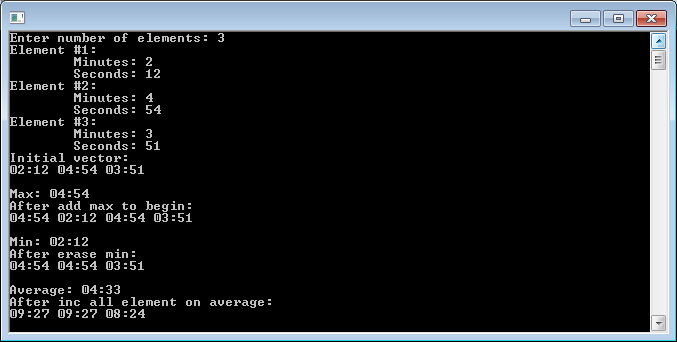 Enter number of elements: 3
Element #1:
Minutes: 2
Seconds: 12
Element #2:
Minutes: 4
Seconds: 54
Element #3:
Minutes: 3
Seconds: 51
Initial vector:
02:12 04:54 03:51
Max: 04:54
After add max to begin:
04:54 02:12 04:54 03:51
Min: 02:12
After erase min:
04:54 04:54 03:51
Average: 04:33
After inc all element on average:
09:27 09:27 08:24